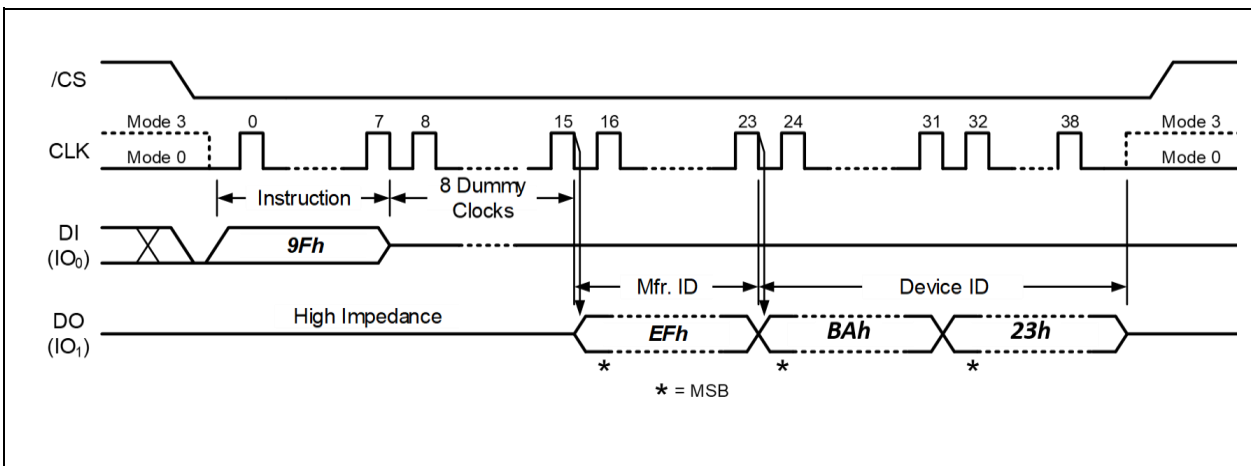 /CS
Mode 3 0 7 8 15 16 23 24 31 32 38 Mode 3
CLK
Mode 0 Mode 0
Instruction 8 Dummy
Clocks
DI
(IO₀)
9Fh
Mfr. ID Device ID
DO
(IO₁)
High Impedance EFh BAh 23h
* * *
* = MSB